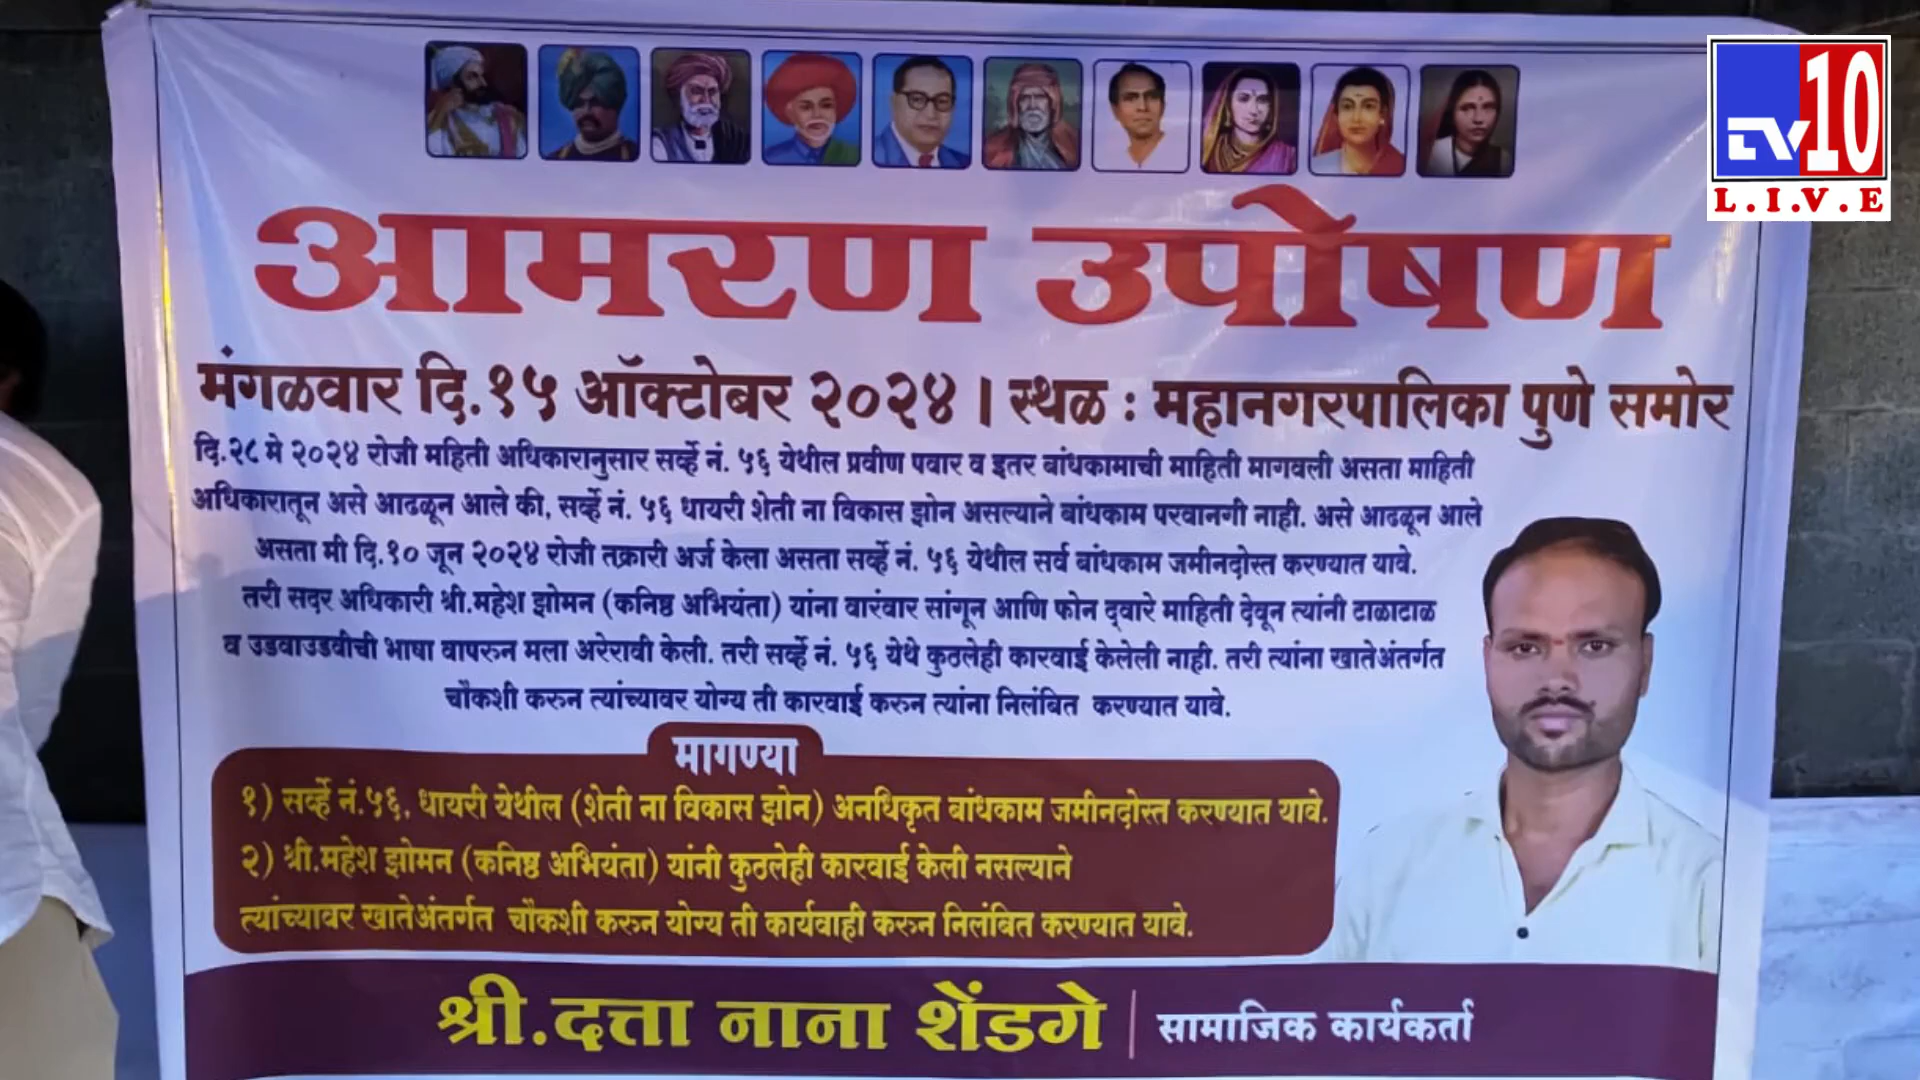 TV10
L.I.V.E
आमरण उपोषण
मंगळवार दि.१५ ऑक्टोबर २०२४ । स्थळ : महानगरपालिका पुणे समोर
दि.२८ मे २०२४ रोजी महिती अधिकारानुसार सर्व्हे नं. ५६ येथील प्रवीण पवार व इतर बांधकामाची माहिती मागवली असता माहिती
अधिकारातून असे आढळून आले की, सर्व्हे नं. ५६ धायरी शेती ना विकास झोन असल्याने बांधकाम परवानगी नाही. असे आढळून आले
असता मी दि.१० जून २०२४ रोजी तक्रारी अर्ज केला असता सर्व्हे नं. ५६ येथील सर्व बांधकाम जमीनदोस्त करण्यात यावे.
तरी सदर अधिकारी श्री.महेश झोमन (कनिष्ठ अभियंता) यांना वारंवार सांगून आणि फोन द्वारे माहिती देवून त्यांनी टाळाटाळ
व उडवाउडवीची भाषा वापरुन मला अरेरावी केली. तरी सर्व्हे नं. ५६ येथे कुठलेही कारवाई केलेली नाही. तरी त्यांना खातेअंतर्गत
चौकशी करुन त्यांच्यावर योग्य ती कारवाई करुन त्यांना निलंबित करण्यात यावे.
मागण्या
१) सर्व्हे नं.५६, धायरी येथील (शेती ना विकास झोन) अनधिकृत बांधकाम जमीनदोस्त करण्यात यावे.
२) श्री.महेश झोमन (कनिष्ठ अभियंता) यांनी कुठलेही कारवाई केली नसल्याने
त्यांच्यावर खातेअंतर्गत चौकशी करुन योग्य ती कार्यवाही करुन निलंबित करण्यात यावे.
श्री.दत्ता नाना शेंडगे | सामाजिक कार्यकर्ता